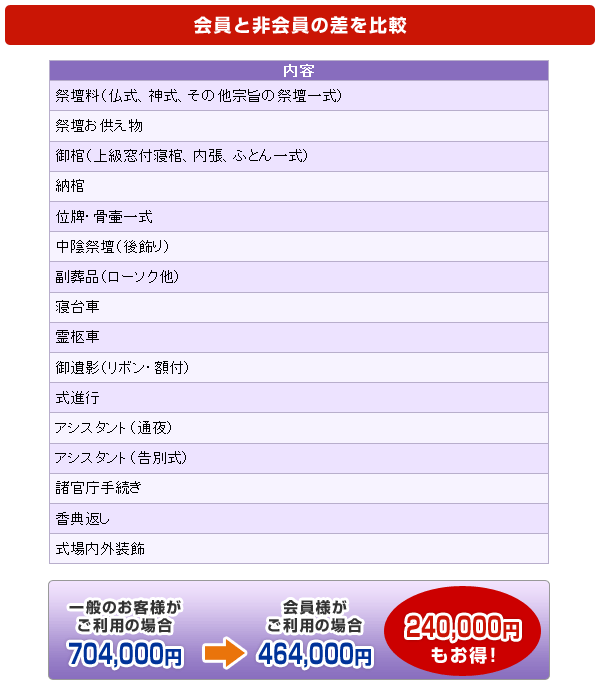 会員と非会員の差を比較
内容
祭壇料(仏式、神式、その他宗旨の祭壇一式)
祭壇お供え物
御棺(上級窓付寝棺、内張、ふとん一式)
納棺
位牌・骨壷一式
中陰祭壇(後飾り)
副葬品(ローソク他)
寝台車
霊柩車
御遺影(リボン・額付)
式進行
アシスタント(通夜)
アシスタント(告別式)
諸官庁手続き
香典返し
式場内外装飾
一般のお客様が
ご利用の場合
704,000円
会員様が
ご利用の場合
464,000円
240,000円
もお得!